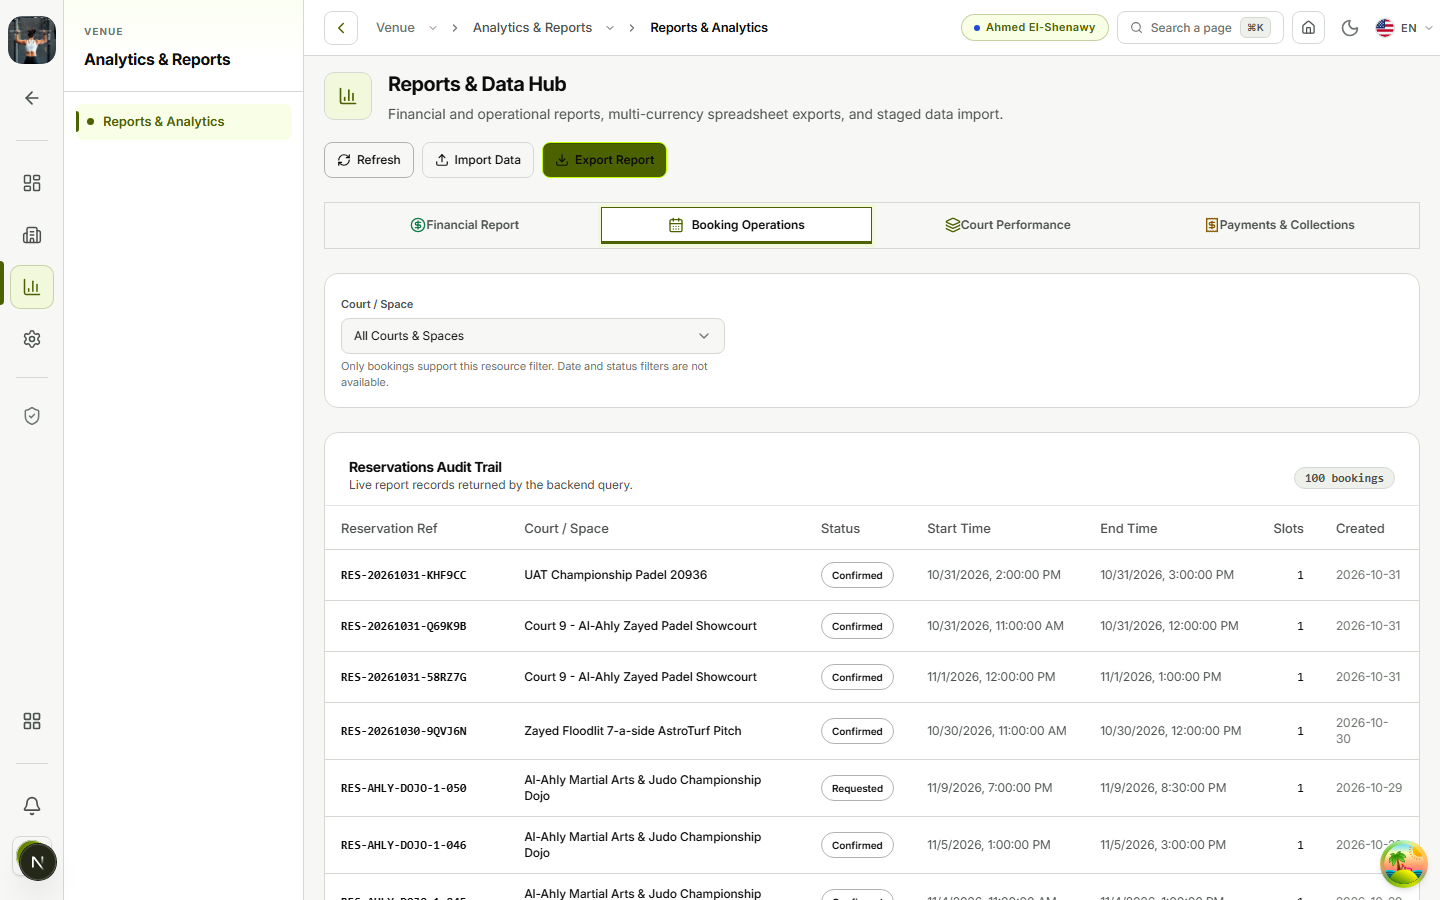 VENUE
Analytics & Reports
Reports & Analytics
Venue
Analytics & Reports
Reports & Analytics
Ahmed El-Shenawy
Search a page
⌘K
EN
Reports & Data Hub
Financial and operational reports, multi-currency spreadsheet exports, and staged data import.
Refresh
Import Data
Export Report
Financial Report
Booking Operations
Court Performance
Payments & Collections
Court / Space
All Courts & Spaces
Only bookings support this resource filter. Date and status filters are not
available.
Reservations Audit Trail
Live report records returned by the backend query.
100 bookings
Reservation Ref Court / Space Status Start Time End Time Slots Created
RES-20261031-KHF9CC UAT Championship Padel 20936 Confirmed 10/31/2026, 2:00:00 PM 10/31/2026, 3:00:00 PM 1 2026-10-31
RES-20261031-Q69K9B Court 9 - Al-Ahly Zayed Padel Showcourt Confirmed 10/31/2026, 11:00:00 AM 10/31/2026, 12:00:00 PM 1 2026-10-31
RES-20261031-58RZ7G Court 9 - Al-Ahly Zayed Padel Showcourt Confirmed 11/1/2026, 12:00:00 PM 11/1/2026, 1:00:00 PM 1 2026-10-31
RES-20261030-9QVJ6N Zayed Floodlit 7-a-side AstroTurf Pitch Confirmed 10/30/2026, 11:00:00 AM 10/30/2026, 12:00:00 PM 1 2026-10-
30
RES-AHLY-DOJO-1-050 Al-Ahly Martial Arts & Judo Championship
Dojo Requested 11/9/2026, 7:00:00 PM 11/9/2026, 8:30:00 PM 1 2026-10-29
RES-AHLY-DOJO-1-046 Al-Ahly Martial Arts & Judo Championship
Dojo Confirmed 11/5/2026, 1:00:00 PM 11/5/2026, 3:00:00 PM 1
Al-Ahly Martial Arts & Judo Championship
N